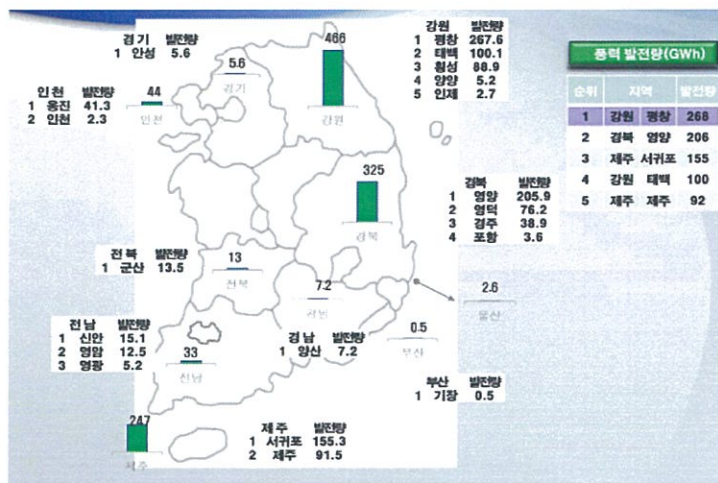 경기 발전량
1 안성 5.6
5.6
경기
인천 발전량
1 옹진 41.3
2 인천 2.3
44
인천
466
강원
강원 발전량
1 평창 267.6
2 태백 100.1
3 횡성 88.9
4 양양 5.2
5 인제 2.7
풍력 발전량(GWh)
순위 지역 발전량
1 강원 평창 268
2 경북 영양 206
3 제주 서귀포 155
4 강원 태백 100
5 제주 제주 92
325
경북
경북 발전량
1 영양 205.9
2 영덕 76.2
3 경주 38.9
4 포항 3.6
전북 발전량
1 군산 13.5
13
전북
7.2
경남
2.6
울산
전남 발전량
1 신안 15.1
2 영암 12.5
3 영광 5.2
33
전남
경남 발전량
1 양산 7.2
0.5
부산
부산 발전량
1 기장 0.5
247
제주
제주 발전량
1 서귀포 155.3
2 제주 91.5